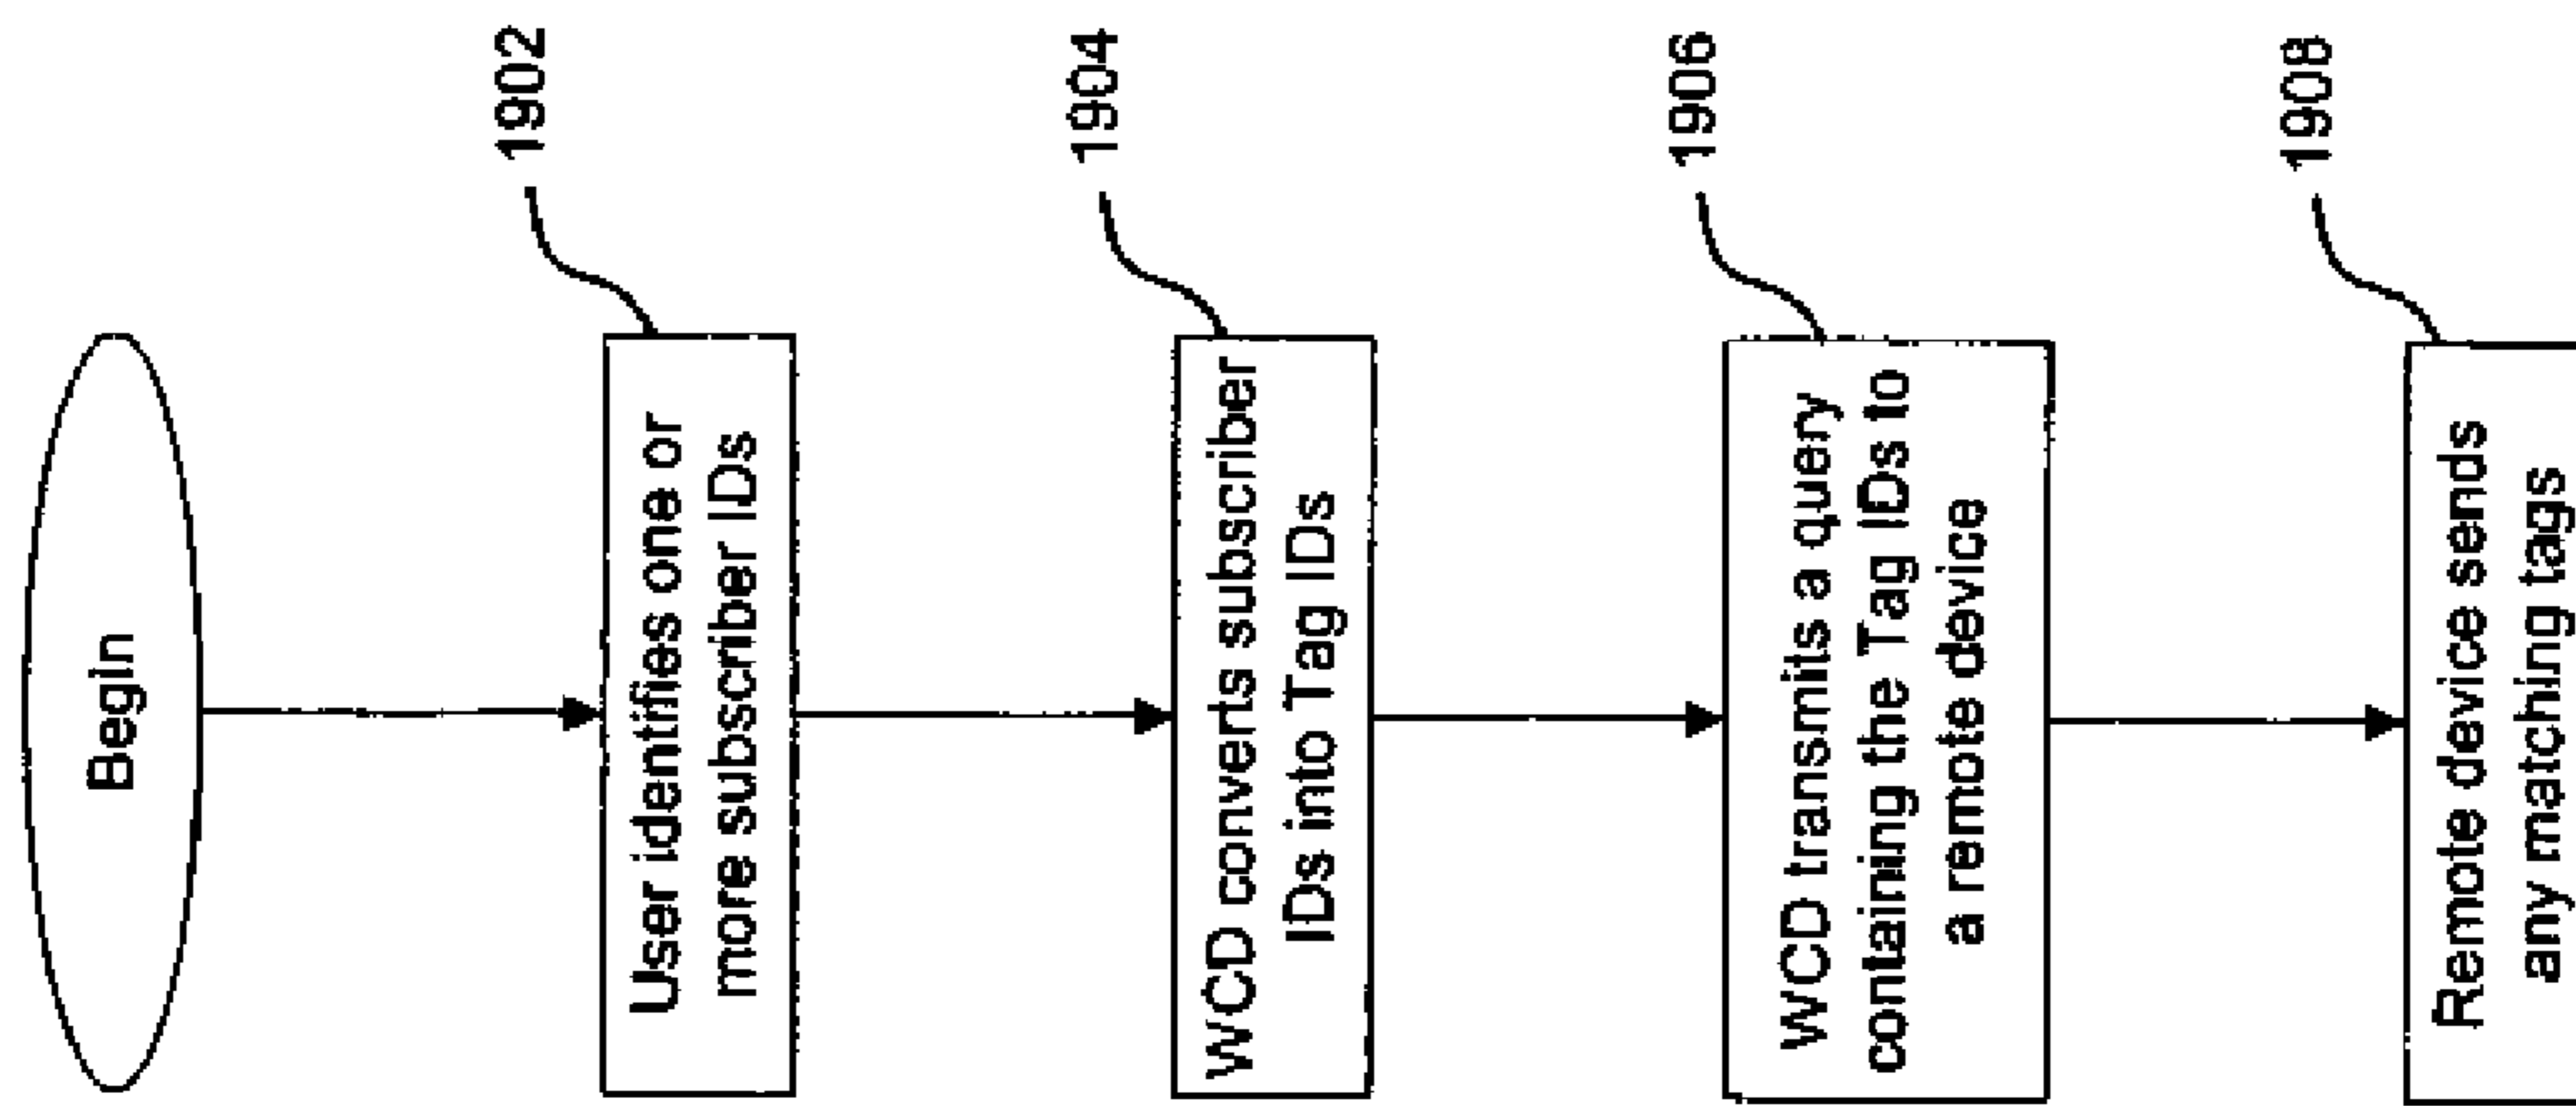 Begin
1902
User identifies one or
more subscriber IDs
1904
WCD converts subscriber
IDs into Tag IDs
1906
WCD transmits a query
containing the Tag IDs to
a remote device
1908
Remote device sends
any matching tags